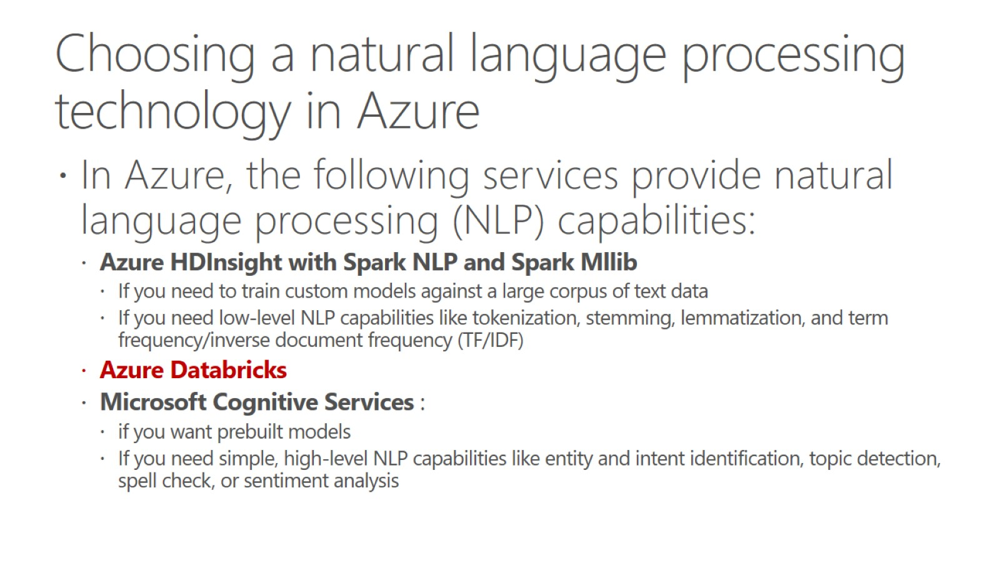 Choosing a natural language processing
technology in Azure
• In Azure, the following services provide natural
language processing (NLP) capabilities:
• Azure HDInsight with Spark NLP and Spark Mllib
• If you need to train custom models against a large corpus of text data
• If you need low-level NLP capabilities like tokenization, stemming, lemmatization, and term
frequency/inverse document frequency (TF/IDF)
• Azure Databricks
• Microsoft Cognitive Services :
• if you want prebuilt models
• If you need simple, high-level NLP capabilities like entity and intent identification, topic detection,
spell check, or sentiment analysis